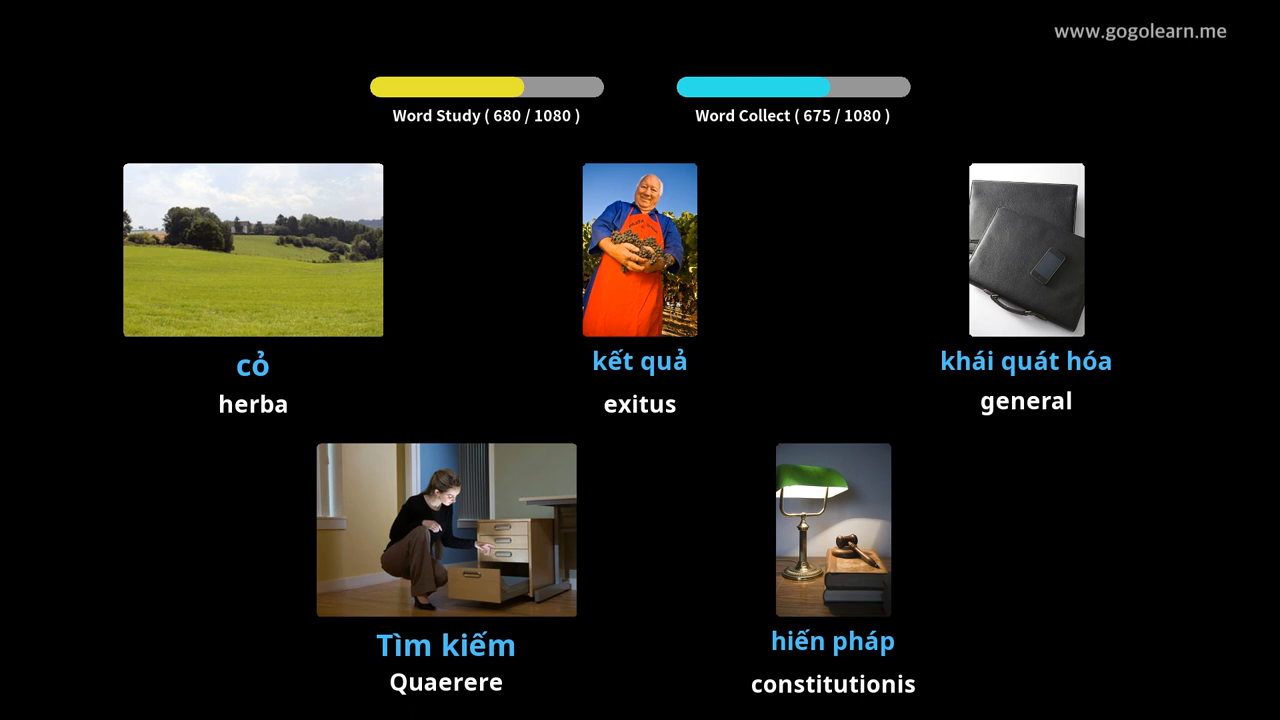 www.gogolearn.me
Word Study ( 680 / 1080 )
Word Collect ( 675 / 1080 )
cỏ
herba
kết quả
exitus
khái quát hóa
general
Tìm kiếm
Quaerere
hiến pháp
constitutionis